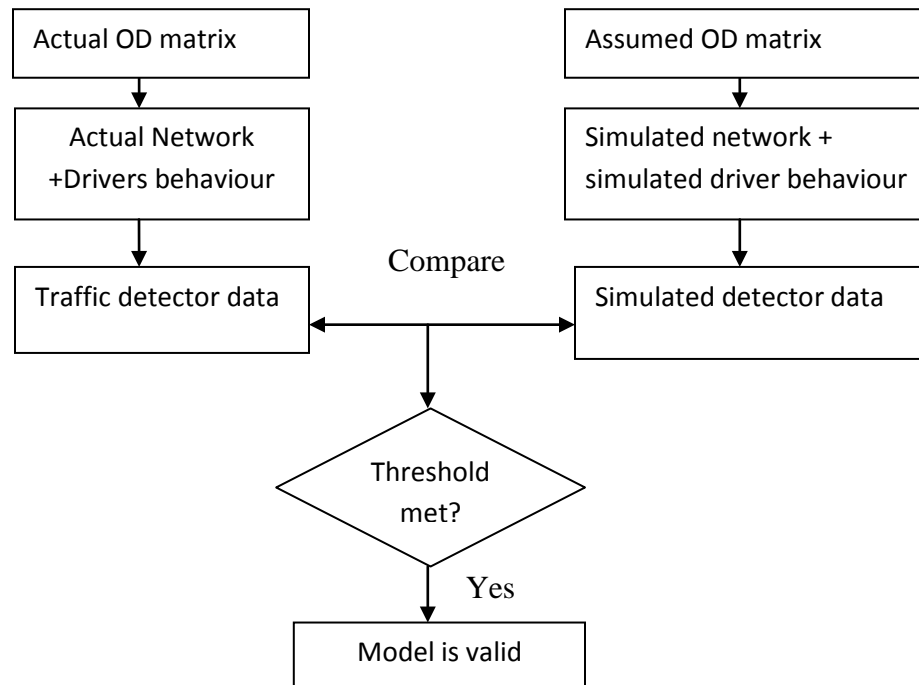 Actual OD matrix
Assumed OD matrix
Actual Network
+Drivers behaviour
Simulated network +
simulated driver behaviour
Compare
Traffic detector data
Simulated detector data
Threshold
met?
Yes
Model is valid